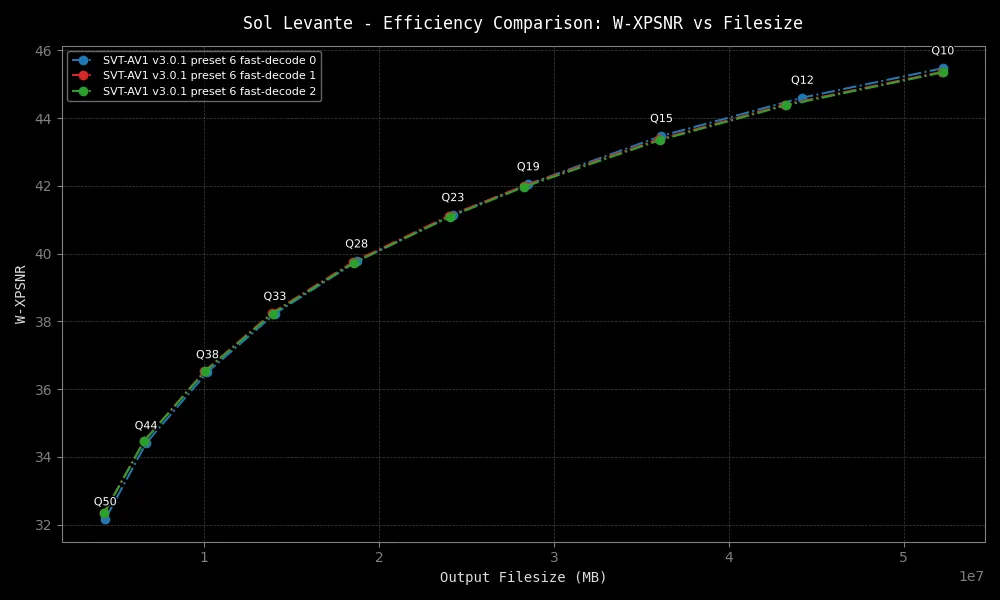 Sol Levante - Efficiency Comparison: W-XPSNR vs Filesize
SVT-AV1 v3.0.1 preset 6 fast-decode 0
SVT-AV1 v3.0.1 preset 6 fast-decode 1
SVT-AV1 v3.0.1 preset 6 fast-decode 2
W-XPSNR
46
44
42
40
38
36
34
32
Q10
Q12
Q15
Q19
Q23
Q28
Q33
Q38
Q44
Q50
1
2
3
4
5
1e7
Output Filesize (MB)